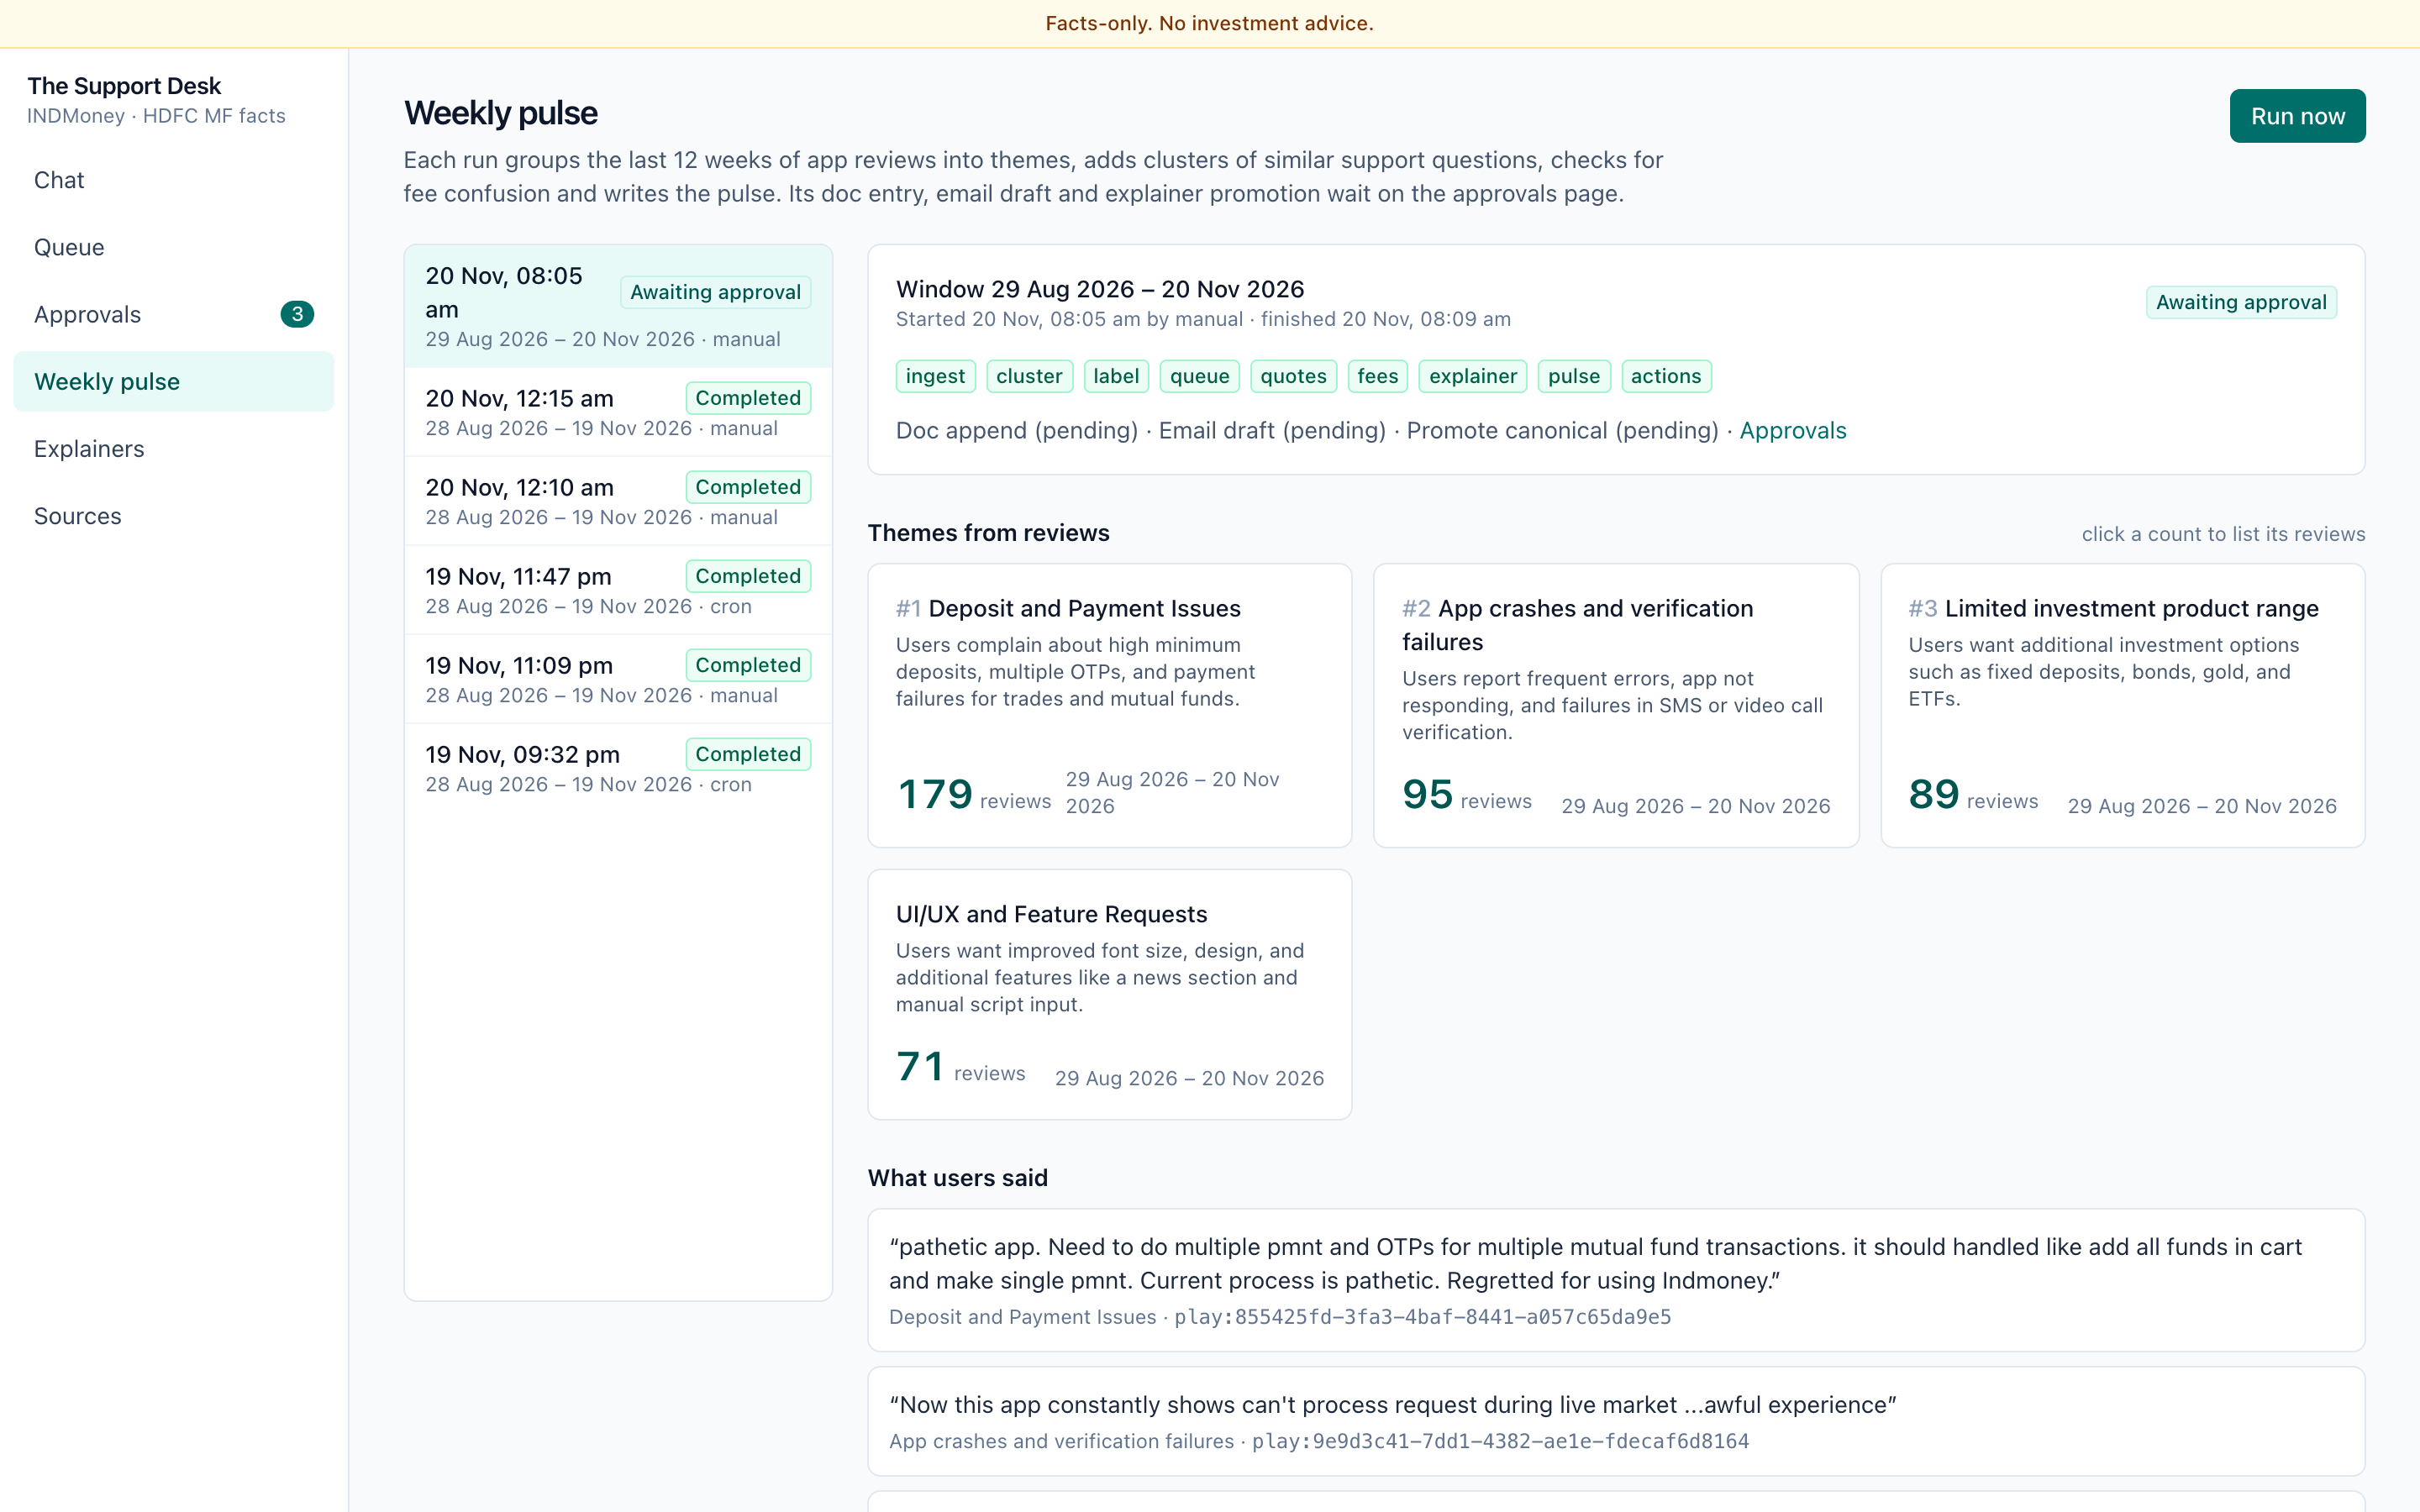 Facts-only. No investment advice.
The Support Desk
INDMoney · HDFC MF facts
Chat
Queue
Approvals 3
Weekly pulse
Explainers
Sources
Weekly pulse
Run now
Each run groups the last 12 weeks of app reviews into themes, adds clusters of similar support questions, checks for
fee confusion and writes the pulse. Its doc entry, email draft and explainer promotion wait on the approvals page.
20 Nov, 08:05
am
Awaiting approval
29 Aug 2026 – 20 Nov 2026 · manual
20 Nov, 12:15 am Completed
28 Aug 2026 – 19 Nov 2026 · manual
20 Nov, 12:10 am Completed
28 Aug 2026 – 19 Nov 2026 · manual
19 Nov, 11:47 pm Completed
28 Aug 2026 – 19 Nov 2026 · cron
19 Nov, 11:09 pm Completed
28 Aug 2026 – 19 Nov 2026 · manual
19 Nov, 09:32 pm Completed
28 Aug 2026 – 19 Nov 2026 · cron
Window 29 Aug 2026 – 20 Nov 2026
Awaiting approval
Started 20 Nov, 08:05 am by manual · finished 20 Nov, 08:09 am
ingest cluster label queue quotes fees explainer pulse actions
Doc append (pending) · Email draft (pending) · Promote canonical (pending) · Approvals
Themes from reviews
click a count to list its reviews
#1 Deposit and Payment Issues
Users complain about high minimum
deposits, multiple OTPs, and payment
failures for trades and mutual funds.
179 reviews
29 Aug 2026 – 20 Nov
2026
#2 App crashes and verification
failures
Users report frequent errors, app not
responding, and failures in SMS or video call
verification.
95 reviews 29 Aug 2026 – 20 Nov 2026
#3 Limited investment product range
Users want additional investment options
such as fixed deposits, bonds, gold, and
ETFs.
89 reviews 29 Aug 2026 – 20 Nov 2026
UI/UX and Feature Requests
Users want improved font size, design, and
additional features like a news section and
manual script input.
71 reviews 29 Aug 2026 – 20 Nov 2026
What users said
“pathetic app. Need to do multiple pmnt and OTPs for multiple mutual fund transactions. it should handled like add all funds in cart
and make single pmnt. Current process is pathetic. Regretted for using Indmoney.”
Deposit and Payment Issues · play:855425fd-3fa3-4baf-8441-a057c65da9e5
“Now this app constantly shows can't process request during live market ...awful experience”
App crashes and verification failures · play:9e9d3c41-7dd1-4382-ae1e-fdecaf6d8164